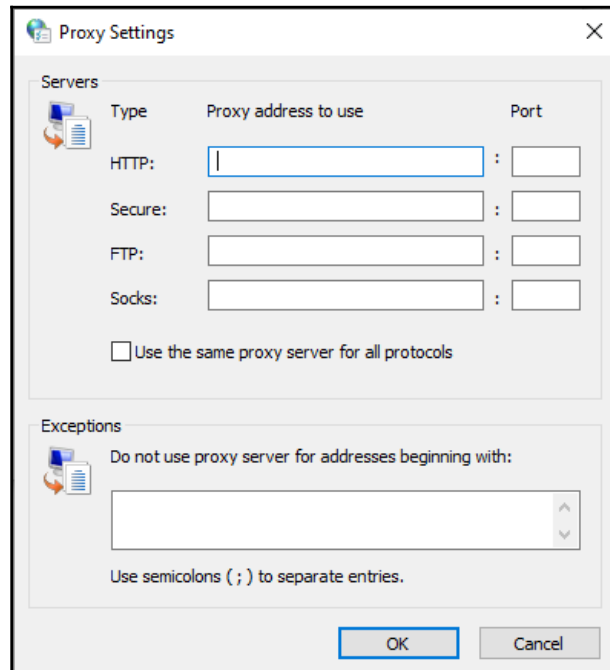 Proxy Settings
Servers
Type Proxy address to use Port
HTTP: :
Secure: :
FTP: :
Socks: :
Use the same proxy server for all protocols
Exceptions
Do not use proxy server for addresses beginning with:
Use semicolons ( ; ) to separate entries.
OK Cancel